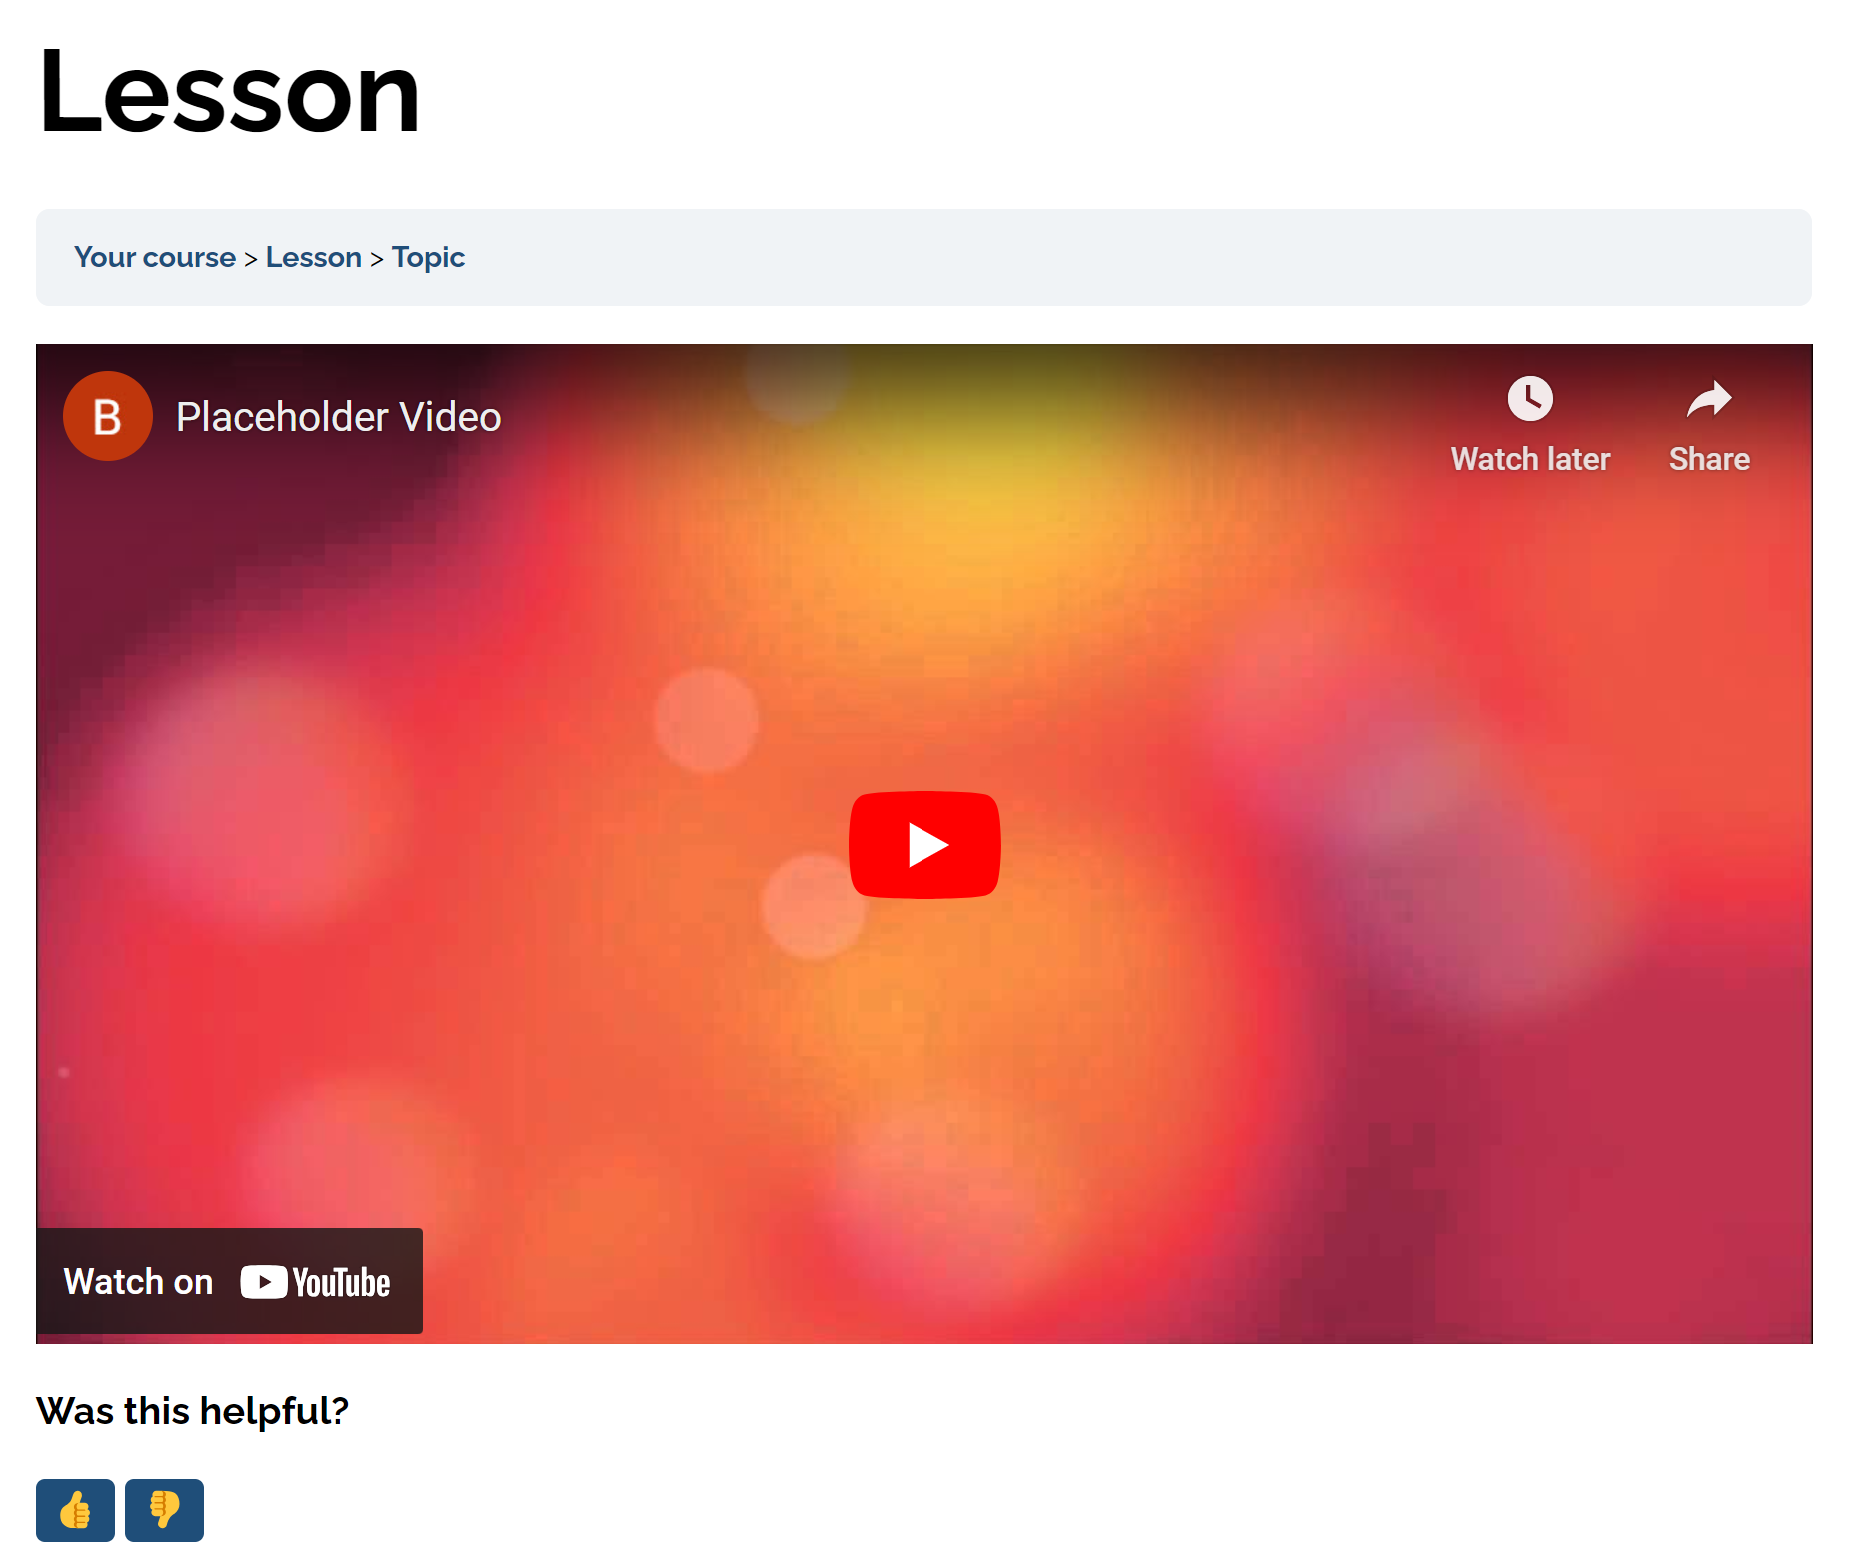 Lesson
Your course > Lesson > Topic
B
Placeholder Video
Watch later
Share
Watch on YouTube
Was this helpful?